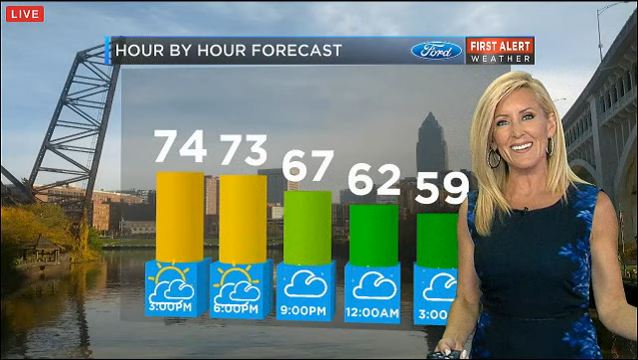 LIVE
HOUR BY HOUR FORECAST
Ford
FIRST ALERT
WEATHER
74 73 67 62 59
3:00PM 6:00PM 9:00PM 12:00AM 3:00